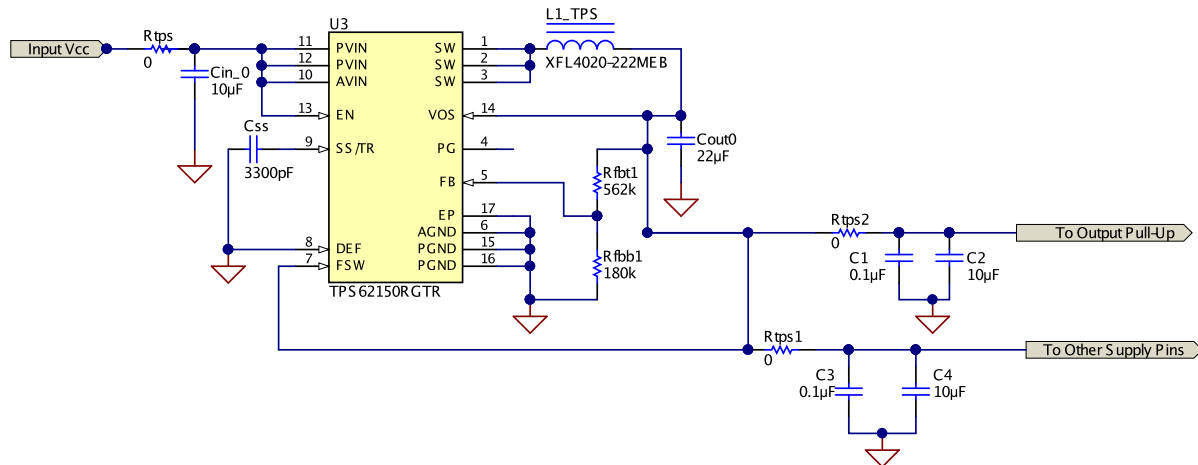 L1_TPS
U3
Input Vcc
Rtps
0
11
PVIN
SW
1
12
PVIN
SW
2
10
AVIN
SW
3
XFL4020-222MEB
Cin_0
10µF
13
EN
VOS
14
Css
3300pF
9
SS/TR
PG
4
Cout0
22µF
FB
5
Rfbt1
562k
EP
17
AGND
6
8
DEF
PGND
15
7
FSW
PGND
16
TPS62150RGTR
Rfbb1
180k
Rtps2
0
To Output Pull-Up
C1
0.1µF
C2
10µF
Rtps1
0
To Other Supply Pins
C3
0.1µF
C4
10µF